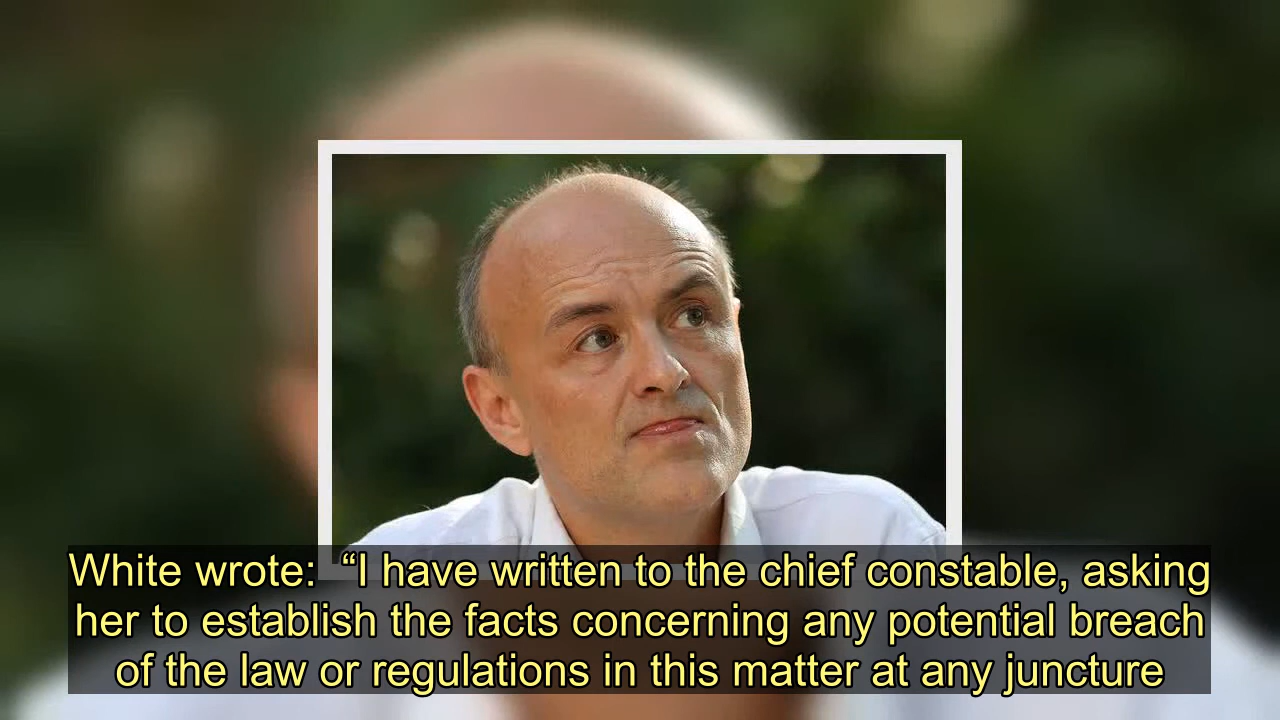 White wrote:  “I have written to the chief constable, asking
her to establish the facts concerning any potential breach
of the law or regulations in this matter at any juncture